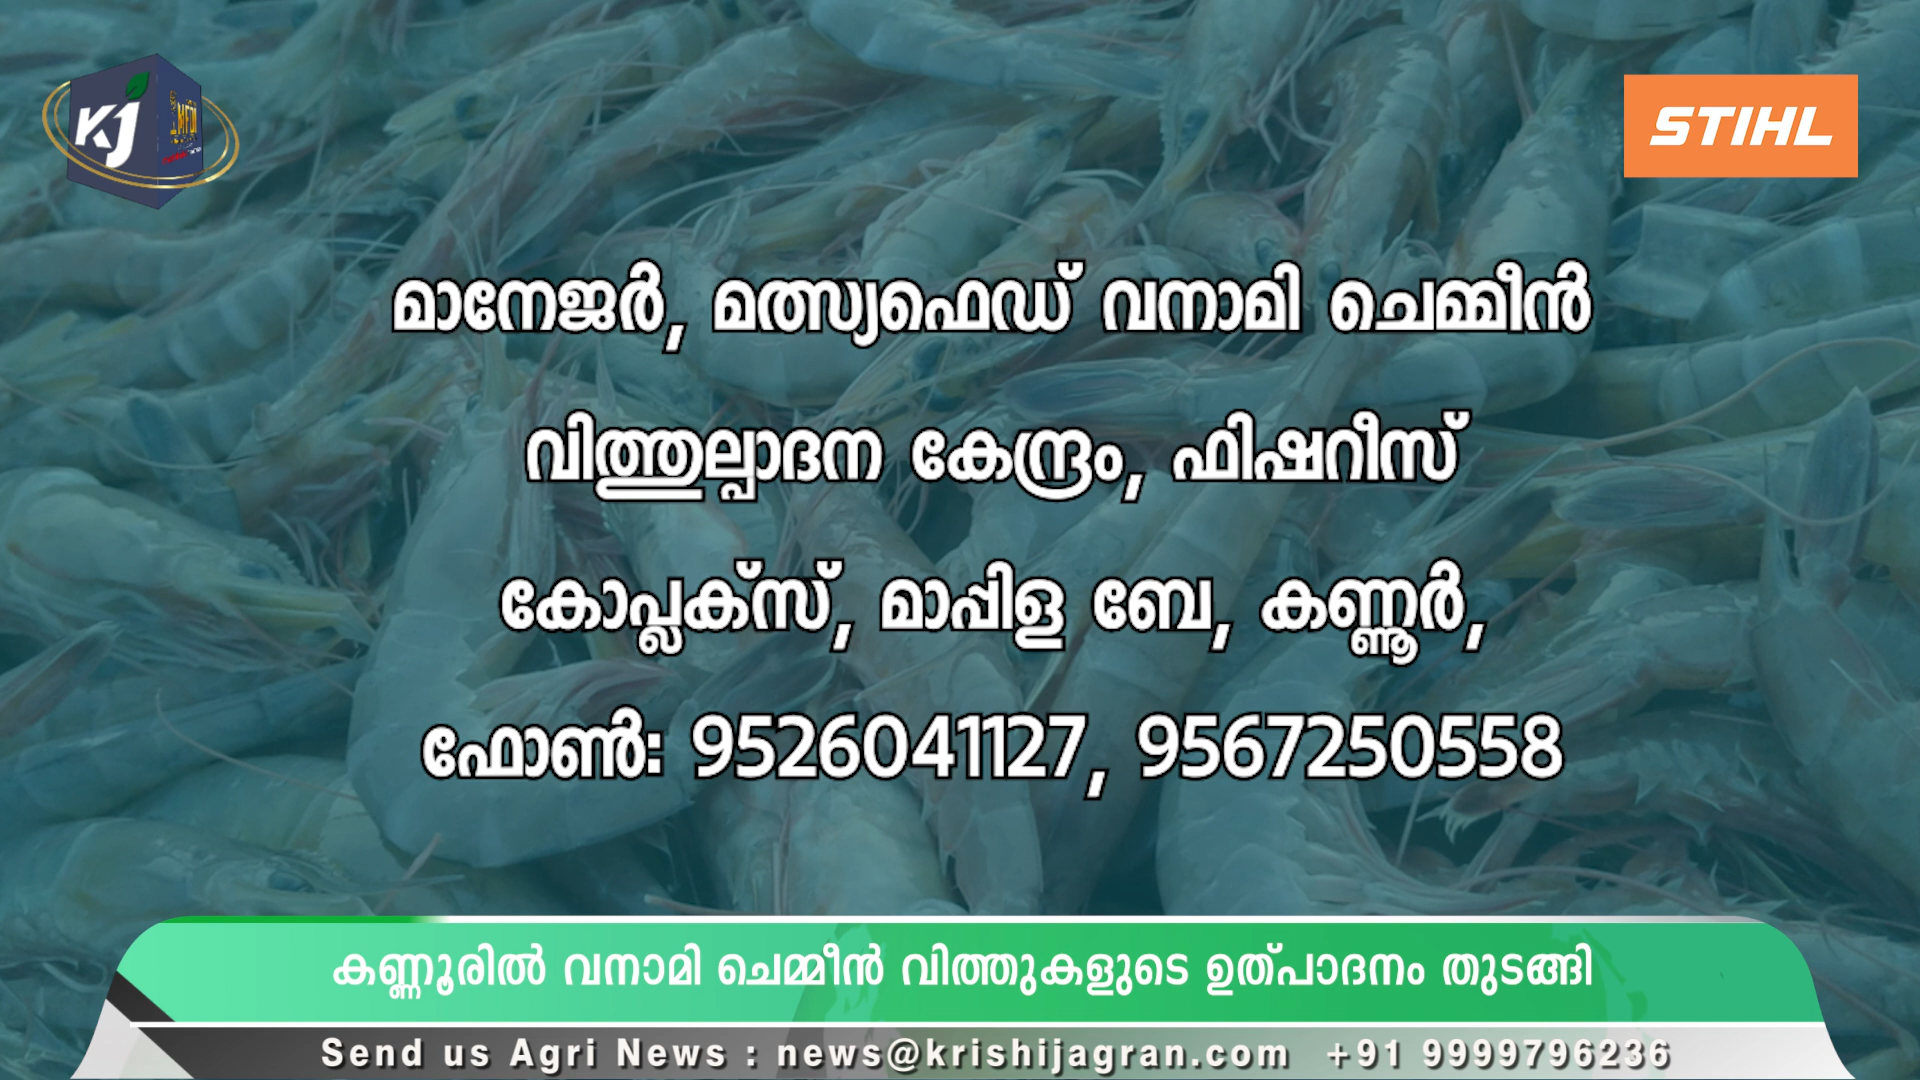 KJ
STIHL
മാനേജർ, മത്സ്യഫെഡ് വനാമി ചെമ്മീൻ
വിത്തുല്പാദന കേന്ദ്രം, ഫിഷറീസ്
കോപ്ലക്സ്, മാപ്പിള ബേ, കണ്ണൂർ,
ഫോൺ: 9526041127, 9567250558
കണ്ണൂരിൽ വനാമി ചെമ്മീൻ വിത്തുകളുടെ ഉത്പാദനം തുടങ്ങി
Send us Agri News : news@krishijagran.com +91 9999796236